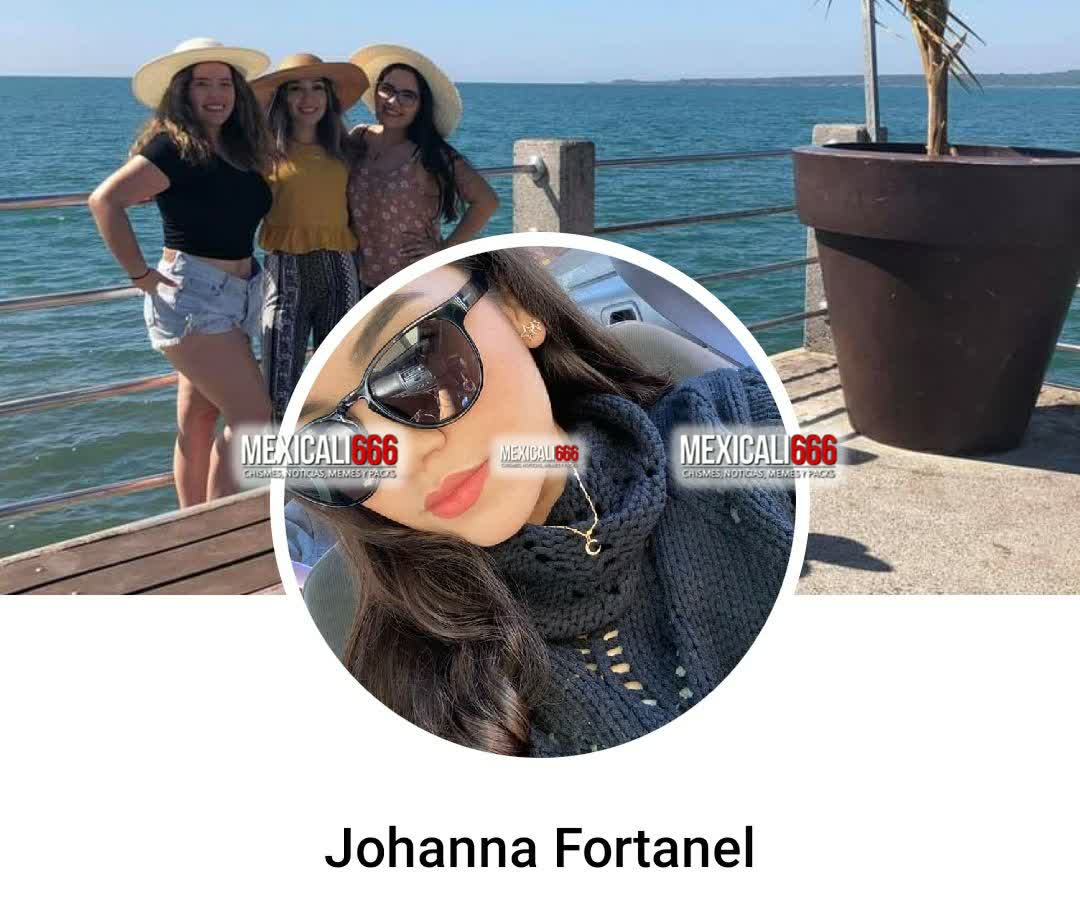 MEXICALI666
CHISMES, NOTICIAS, MEMES Y PACKS
MEXICALI666
CHISMES, NOTICIAS, MEMES Y PACKS
MEXICALI666
CHISMES, NOTICIAS, MEMES Y PACKS
Johanna Fortanel